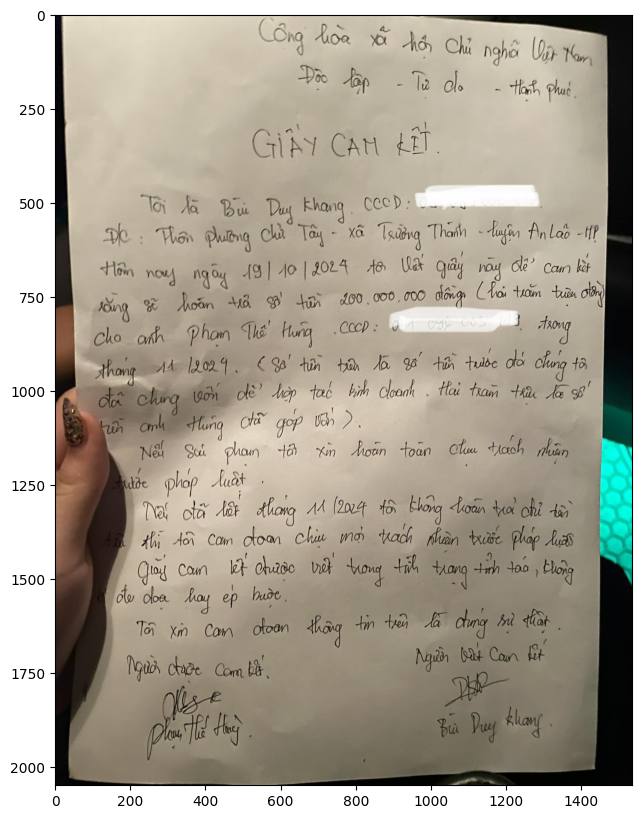 Cộng hòa xã hội Chủ nghĩa Việt Nam
Độc lập - Tự do - Hạnh phúc.
GIẤY CAM KẾT.
Tôi là Bùi Duy Khang. CCCD:
Đ/C: Thôn phương chử Tây - xã Trường Thành - huyện An Lão - HP
Hôm nay ngày 19/10/2024 tôi viết giấy này để cam kết
rằng sẽ hoàn trả số tiền 200.000.000 đồng (hai trăm triệu đồng)
cho anh Phạm Thế Hùng. CCCD: trong
tháng 11/2024. (Số tiền trên là số tiền trước đó chúng tôi
đã chung vốn để hợp tác kinh doanh. Hai trăm triệu là số
tiền anh Hùng đã góp vốn).
Nếu sai phạm tôi xin hoàn toàn chịu trách nhiệm
trước pháp luật.
Nếu đã hết tháng 11/2024 tôi không hoàn trả đủ tiền
thì tôi cam đoan chịu mọi trách nhiệm trước pháp luật
Giấy cam kết được viết trong tình trạng tỉnh táo, không
đe dọa hay ép buộc.
Tôi xin cam đoan thông tin trên là đúng sự thật.
Người được cam kết. Người viết cam kết
Phạm Thế Hùng. Bùi Duy Khang.
0 200 400 600 800 1000 1200 1400
0
250
500
750
1000
1250
1500
1750
2000